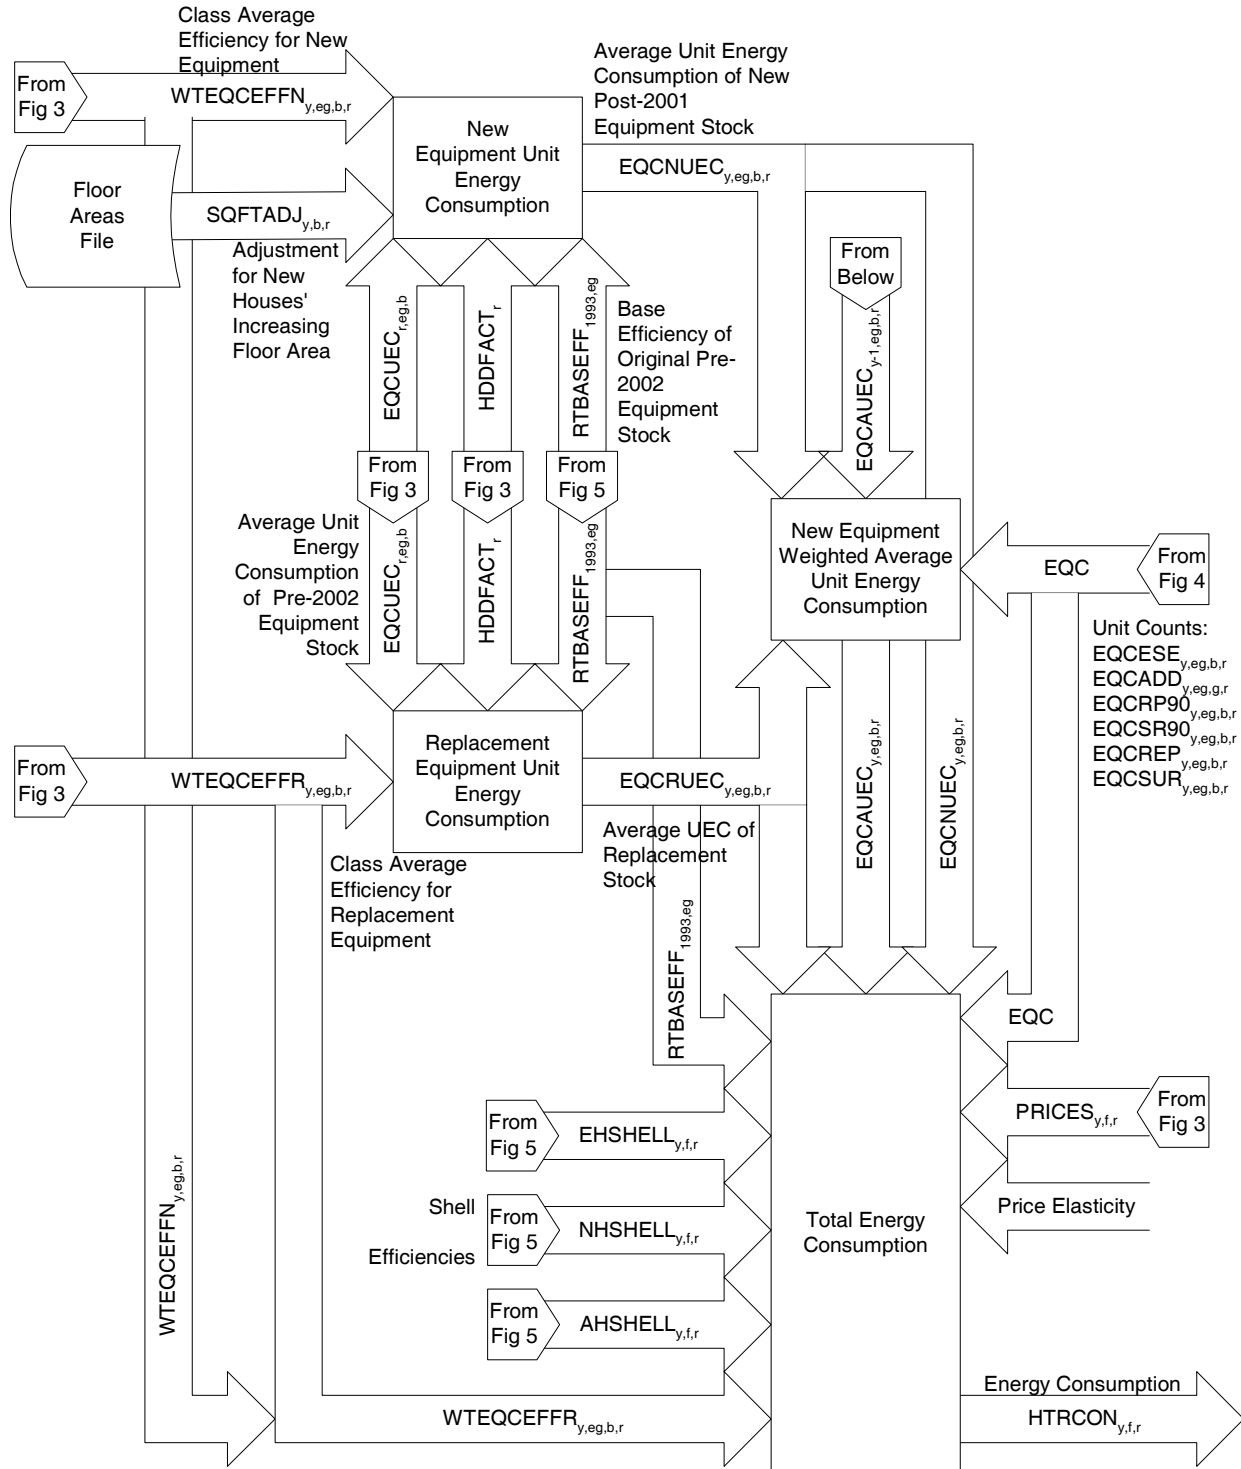 Class Average
Efficiency for New
Equipment
From
Fig 3
WTEQCEFFN y,eg,b,r
Average Unit Energy
Consumption of New
Post-2001
Equipment Stock
New
Equipment Unit
Energy
Consumption
EQCNUEC y,eg,b,r
Floor
Areas
File
SQFTADJ y,b,r
Adjustment
for New
Houses'
Increasing
Floor Area
From
Below
EQCUEC r,eg,b
HDDFACT r
RTBASEFF 1993,eg
Base
Efficiency of
Original Pre-
2002
Equipment
Stock
EQCAUEC y-1,eg,b,r
From
Fig 3
From
Fig 3
From
Fig 5
Average Unit
Energy
Consumption
of Pre-2002
Equipment
Stock
EQCUEC r,eg,b
HDDFACT r
RTBASEFF 1993,eg
New Equipment
Weighted Average
Unit Energy
Consumption
EQC
From
Fig 4
Unit Counts:
EQCESE y,eg,b,r
EQCADD y,eg,g,r
EQCRP90 y,eg,b,r
EQCSR90 y,eg,b,r
EQCREP y,eg,b,r
EQCSUR y,eg,b,r
From
Fig 3
WTEQCEFFR y,eg,b,r
Replacement
Equipment Unit
Energy
Consumption
EQCRUEC y,eg,b,r
Average UEC of
Replacement
Stock
EQCAUEC y,eg,b,r
EQCNUEC y,eg,b,r
Class Average
Efficiency for
Replacement
Equipment
RTBASEFF 1993,eg
EQC
From
Fig 5
EHSHELL y,f,r
PRICES y,f,r
From
Fig 3
Shell
Efficiencies
From
Fig 5
NHSHELL y,f,r
Total Energy
Consumption
Price Elasticity
WTEQCEFFN y,eg,b,r
From
Fig 5
AHSHELL y,f,r
Energy Consumption
WTEQCEFFR y,eg,b,r
HTRCON y,f,r